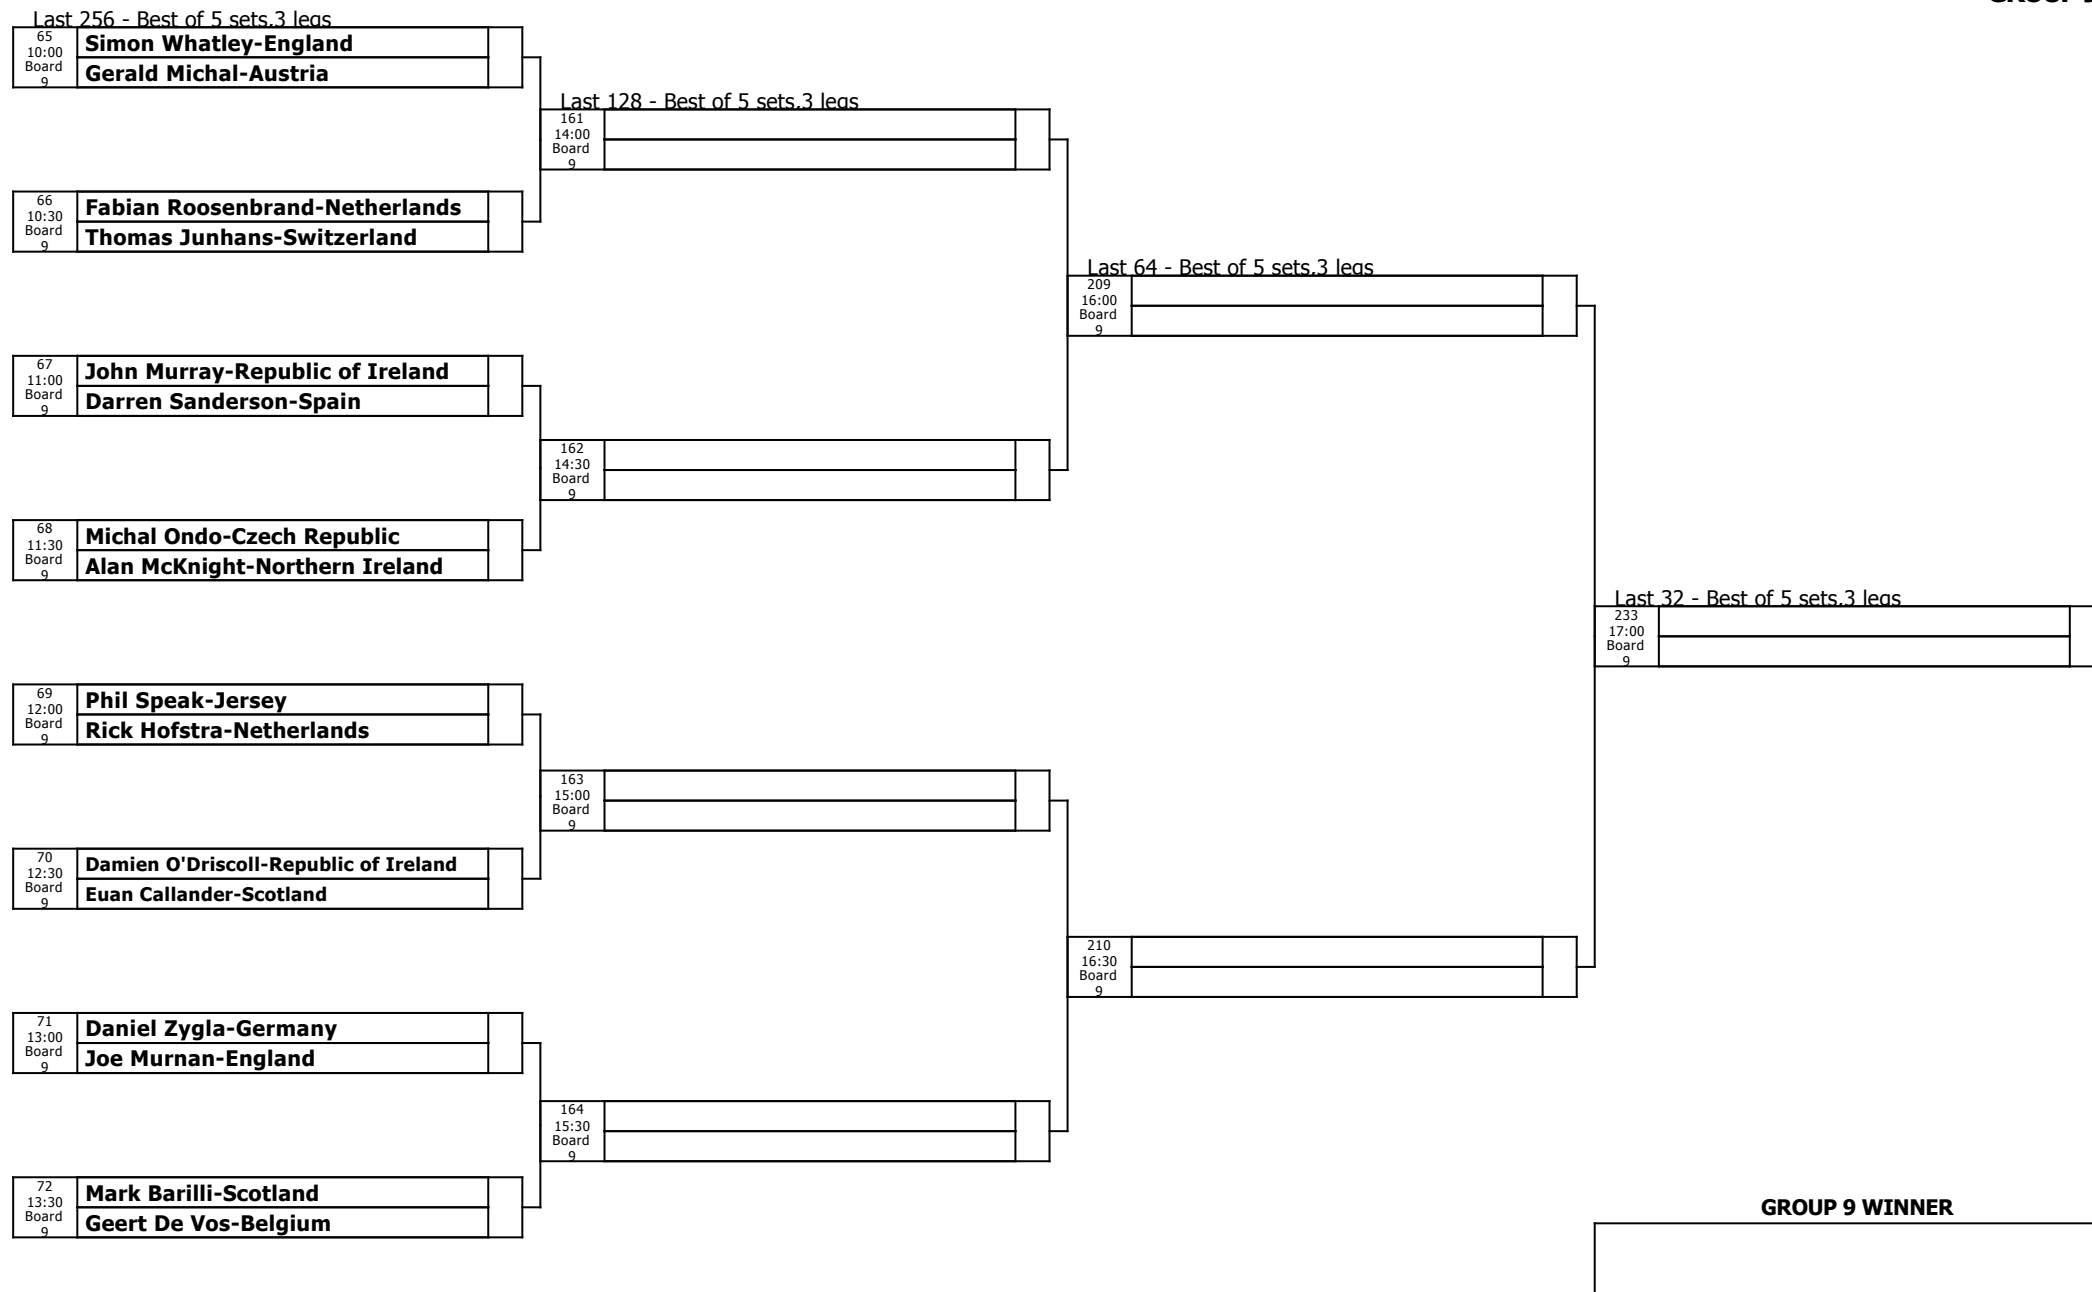 Last 256 - Best of 5 sets,3 legs
65
10:00
Board
9
Simon Whatley-England
Gerald Michal-Austria
66
10:30
Board
9
Fabian Roosenbrand-Netherlands
Thomas Junhans-Switzerland
67
11:00
Board
9
John Murray-Republic of Ireland
Darren Sanderson-Spain
68
11:30
Board
9
Michal Ondo-Czech Republic
Alan McKnight-Northern Ireland
69
12:00
Board
9
Phil Speak-Jersey
Rick Hofstra-Netherlands
70
12:30
Board
9
Damien O'Driscoll-Republic of Ireland
Euan Callander-Scotland
71
13:00
Board
9
Daniel Zygla-Germany
Joe Murnan-England
72
13:30
Board
9
Mark Barilli-Scotland
Geert De Vos-Belgium
Last 128 - Best of 5 sets,3 legs
161
14:00
Board
9
162
14:30
Board
9
163
15:00
Board
9
164
15:30
Board
9
Last 64 - Best of 5 sets,3 legs
209
16:00
Board
9
210
16:30
Board
9
Last 32 - Best of 5 sets,3 legs
233
17:00
Board
9
GROUP 9 WINNER